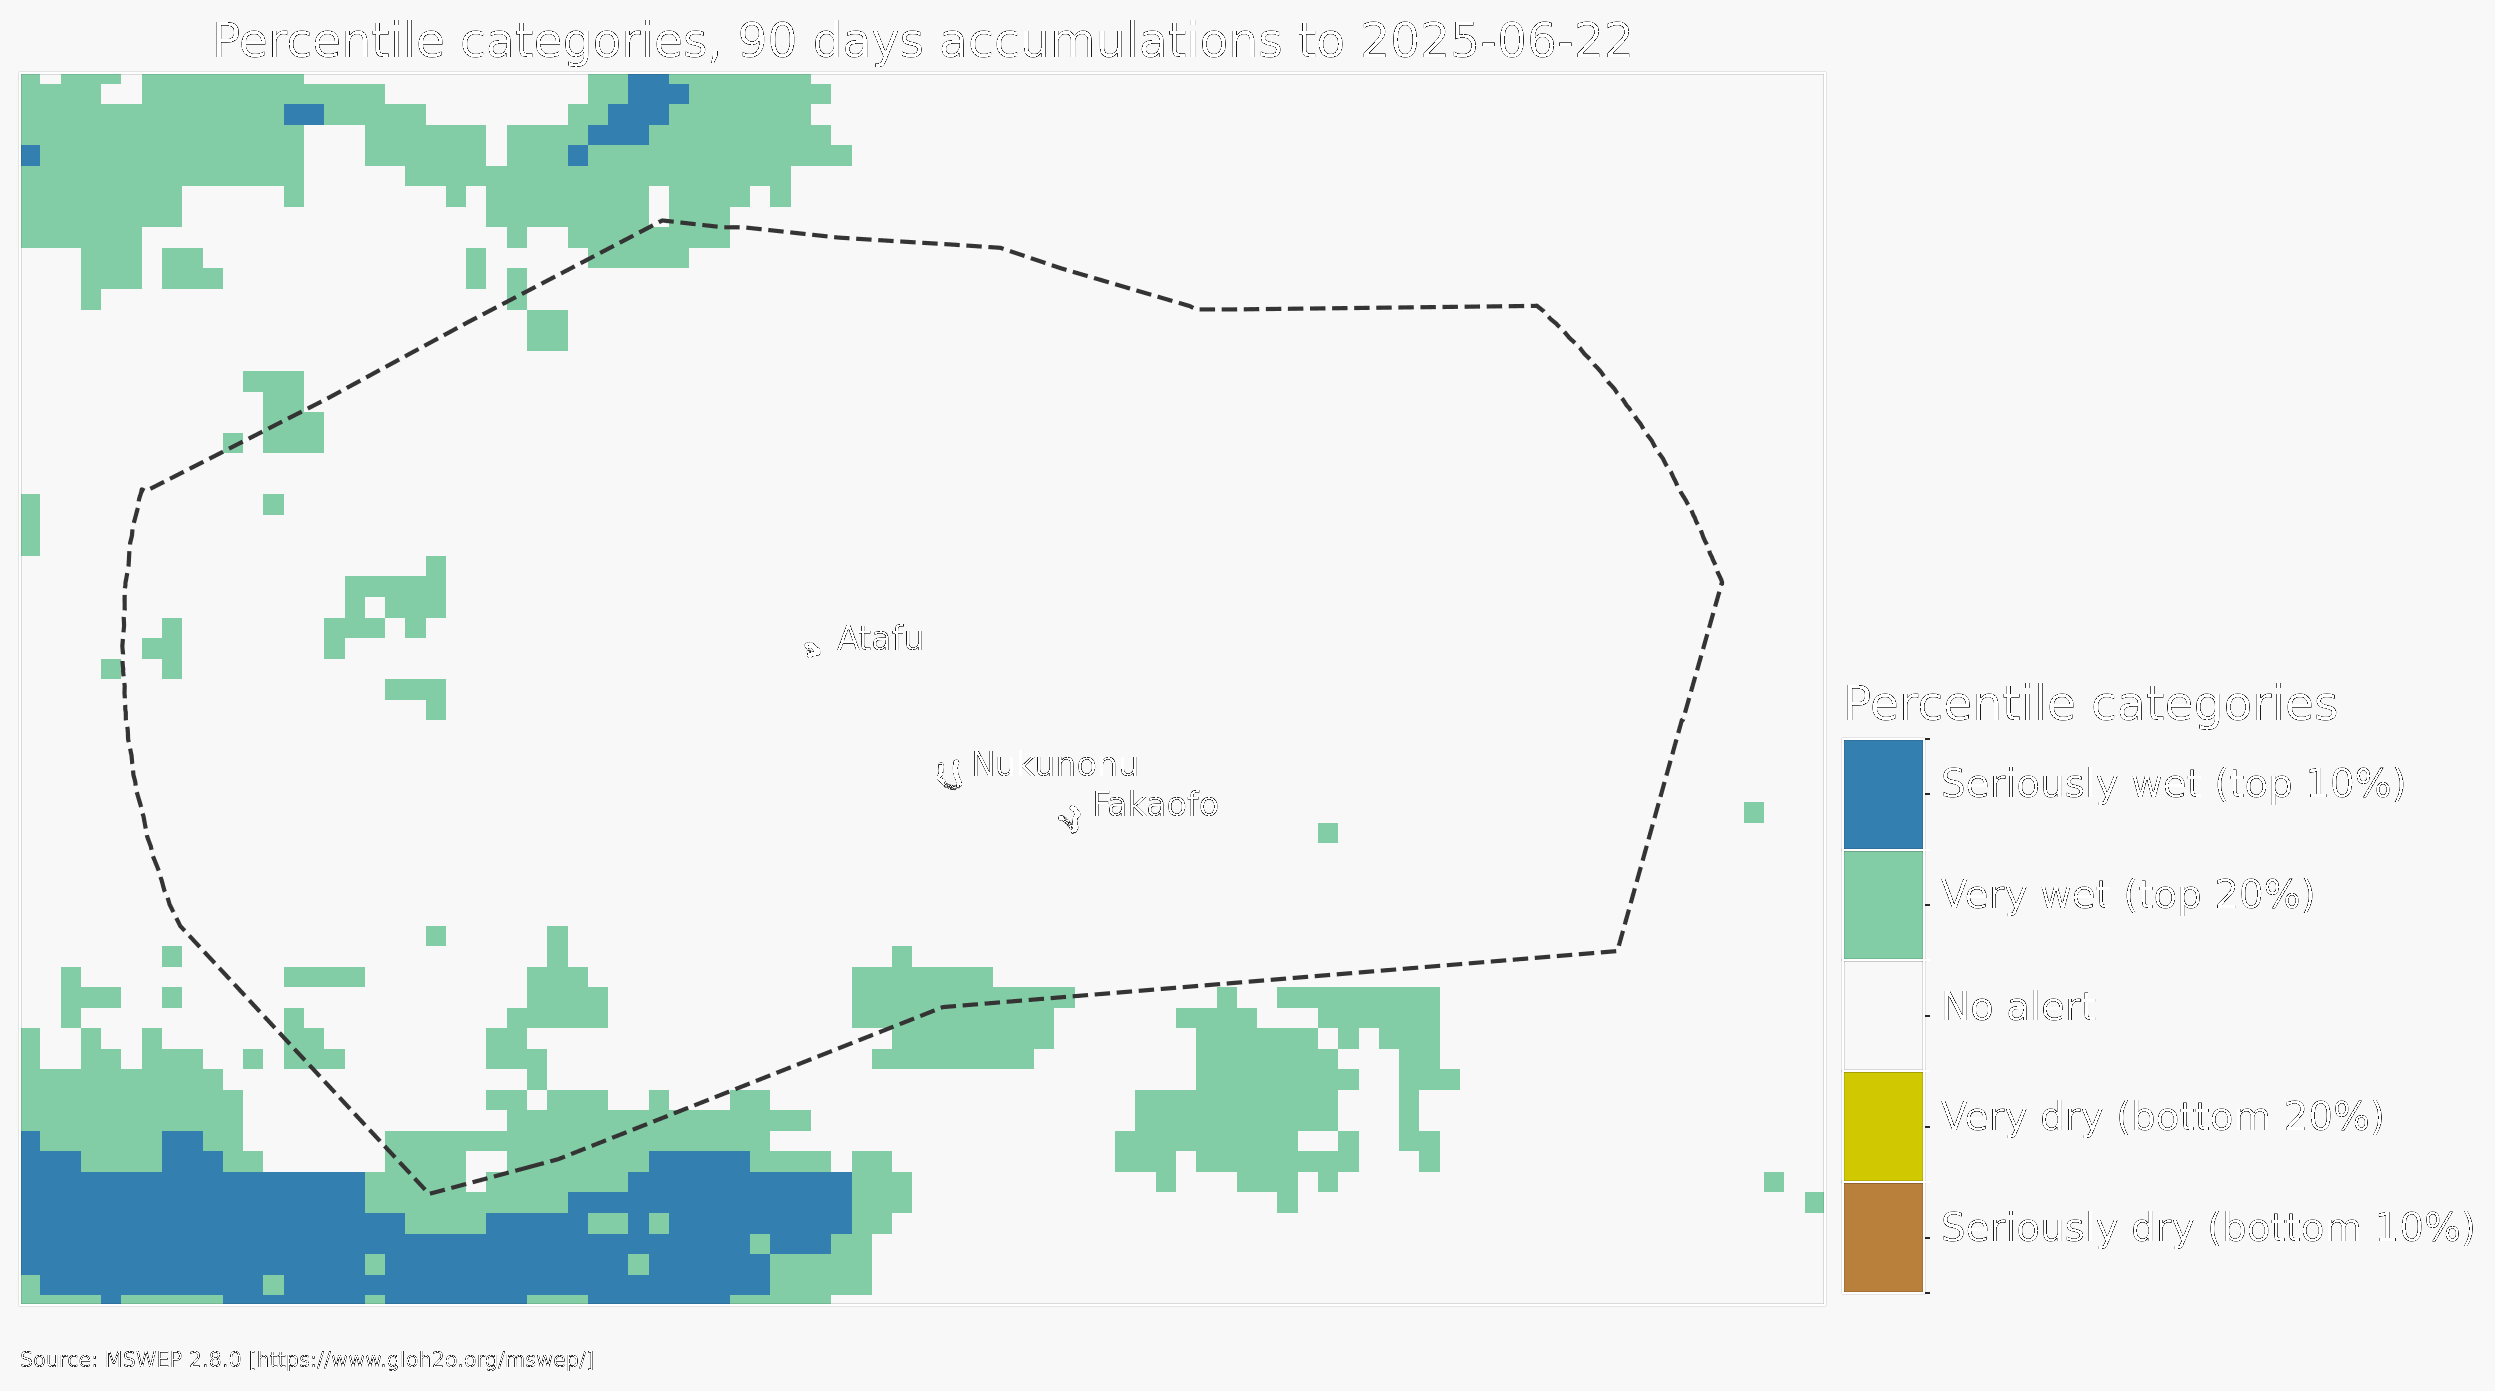 Percentile categories, 90 days accumulations to 2025-06-22
Atafu
Nukunonu
Fakaofo
Percentile categories
Seriously wet (top 10%)
Very wet (top 20%)
No alert
Very dry (bottom 20%)
Seriously dry (bottom 10%)
Source: MSWEP 2.8.0 [https://www.gloh2o.org/mswep/]